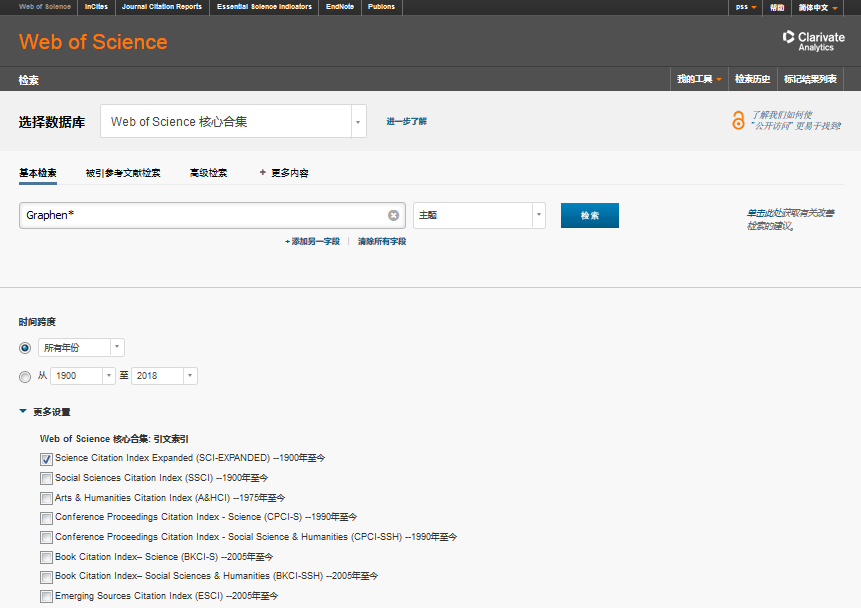 Web of Science InCites Journal Citation Reports Essential Science Indicators EndNote Publons pss 帮助 简体中文
Web of Science
Clarivate
Analytics
检索 我的工具 检索历史 标记结果列表
选择数据库 Web of Science 核心合集 进一步了解
了解我们如何使
"公开访问" 更易于找到!
基本检索 被引参考文献检索 高级检索 + 更多内容
Graphen* 主题 检索
单击此处获取有关改善
检索的建议。
+ 添加另一字段 | 清除所有字段
时间跨度
所有年份
从 1900 至 2018
更多设置
Web of Science 核心合集: 引文索引
Science Citation Index Expanded (SCI-EXPANDED) --1900年至今
Social Sciences Citation Index (SSCI) --1900年至今
Arts & Humanities Citation Index (A&HCI) --1975年至今
Conference Proceedings Citation Index - Science (CPCI-S) --1990年至今
Conference Proceedings Citation Index - Social Science & Humanities (CPCI-SSH) --1990年至今
Book Citation Index– Science (BKCI-S) --2005年至今
Book Citation Index– Social Sciences & Humanities (BKCI-SSH) --2005年至今
Emerging Sources Citation Index (ESCI) --2005年至今